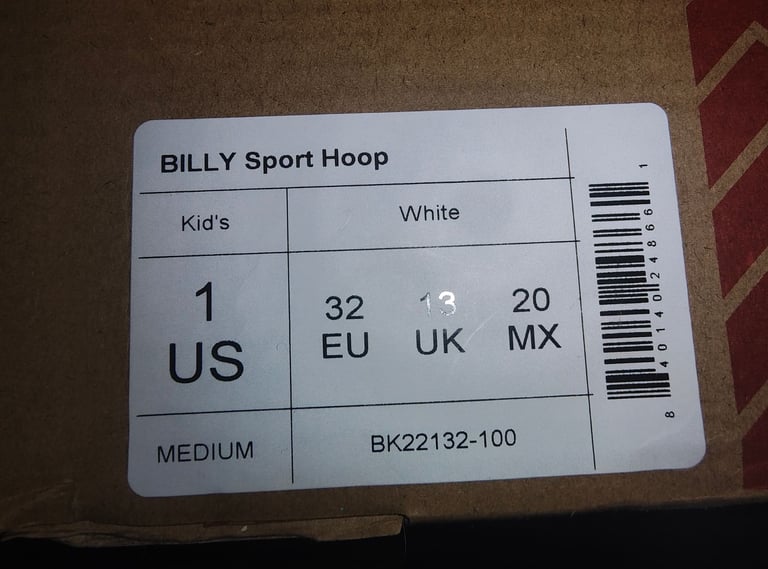 BILLY Sport Hoop
Kid's
White
1
US
32 13 20
EU UK MX
MEDIUM
BK22132-100
8 40140 24866 1